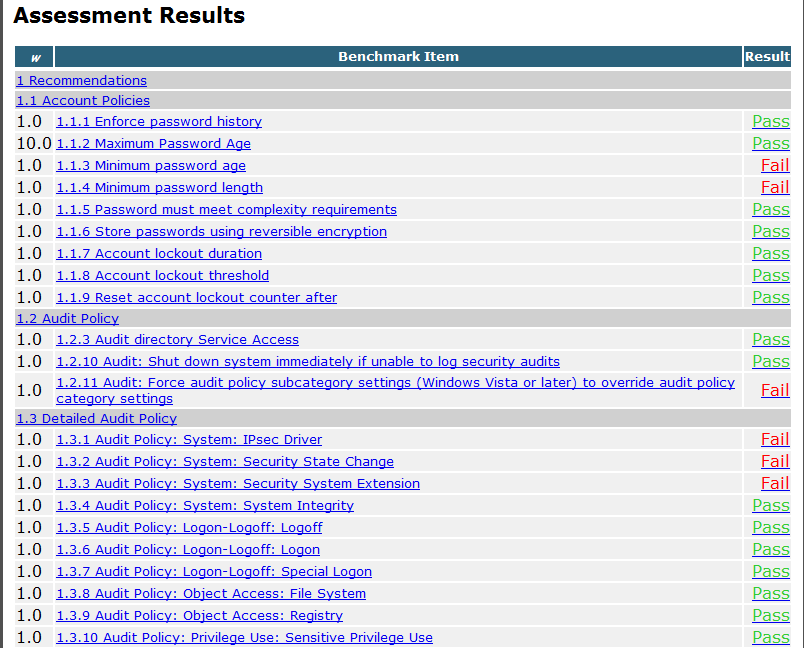 Assessment Results
w Benchmark Item Result
1 Recommendations
1.1 Account Policies
1.0 1.1.1 Enforce password history Pass
10.0 1.1.2 Maximum Password Age Pass
1.0 1.1.3 Minimum password age Fail
1.0 1.1.4 Minimum password length Fail
1.0 1.1.5 Password must meet complexity requirements Pass
1.0 1.1.6 Store passwords using reversible encryption Pass
1.0 1.1.7 Account lockout duration Pass
1.0 1.1.8 Account lockout threshold Pass
1.0 1.1.9 Reset account lockout counter after Pass
1.2 Audit Policy
1.0 1.2.3 Audit directory Service Access Pass
1.0 1.2.10 Audit: Shut down system immediately if unable to log security audits Pass
1.0 1.2.11 Audit: Force audit policy subcategory settings (Windows Vista or later) to override audit policy
category settings Fail
1.3 Detailed Audit Policy
1.0 1.3.1 Audit Policy: System: IPsec Driver Fail
1.0 1.3.2 Audit Policy: System: Security State Change Fail
1.0 1.3.3 Audit Policy: System: Security System Extension Fail
1.0 1.3.4 Audit Policy: System: System Integrity Pass
1.0 1.3.5 Audit Policy: Logon-Logoff: Logoff Pass
1.0 1.3.6 Audit Policy: Logon-Logoff: Logon Pass
1.0 1.3.7 Audit Policy: Logon-Logoff: Special Logon Pass
1.0 1.3.8 Audit Policy: Object Access: File System Pass
1.0 1.3.9 Audit Policy: Object Access: Registry Pass
1.0 1.3.10 Audit Policy: Privilege Use: Sensitive Privilege Use Pass